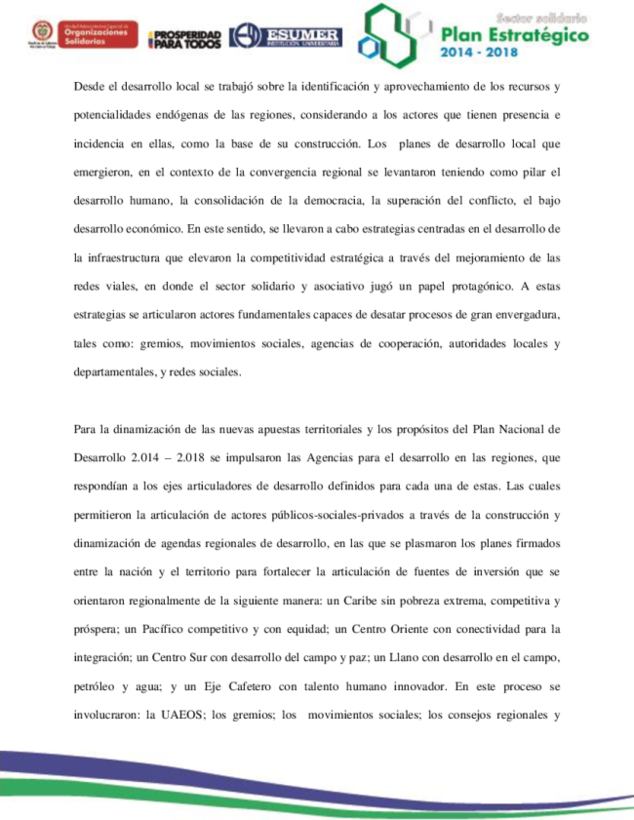 Unidad Administrativa Especial de
Organizaciones
Solidarias
PROSPERIDAD
PARA TODOS
ESUMER
INSTITUCIÓN UNIVERSITARIA
Sector solidario
Plan Estratégico
2014 - 2018
Desde el desarrollo local se trabajó sobre la identificación y aprovechamiento de los recursos y
potencialidades endógenas de las regiones, considerando a los actores que tienen presencia e
incidencia en ellas, como la base de su construcción. Los planes de desarrollo local que
emergieron, en el contexto de la convergencia regional se levantaron teniendo como pilar el
desarrollo humano, la consolidación de la democracia, la superación del conflicto, el bajo
desarrollo económico. En este sentido, se llevaron a cabo estrategias centradas en el desarrollo de
la infraestructura que elevaron la competitividad estratégica a través del mejoramiento de las
redes viales, en donde el sector solidario y asociativo jugó un papel protagónico. A estas
estrategias se articularon actores fundamentales capaces de desatar procesos de gran envergadura,
tales como: gremios, movimientos sociales, agencias de cooperación, autoridades locales y
departamentales, y redes sociales.
Para la dinamización de las nuevas apuestas territoriales y los propósitos del Plan Nacional de
Desarrollo 2.014 – 2.018 se impulsaron las Agencias para el desarrollo en las regiones, que
respondían a los ejes articuladores de desarrollo definidos para cada una de estas. Las cuales
permitieron la articulación de actores públicos-sociales-privados a través de la construcción y
dinamización de agendas regionales de desarrollo, en las que se plasmaron los planes firmados
entre la nación y el territorio para fortalecer la articulación de fuentes de inversión que se
orientaron regionalmente de la siguiente manera: un Caribe sin pobreza extrema, competitiva y
próspera; un Pacífico competitivo y con equidad; un Centro Oriente con conectividad para la
integración; un Centro Sur con desarrollo del campo y paz; un Llano con desarrollo en el campo,
petróleo y agua; y un Eje Cafetero con talento humano innovador. En este proceso se
involucraron: la UAEOS; los gremios; los movimientos sociales; los consejos regionales y